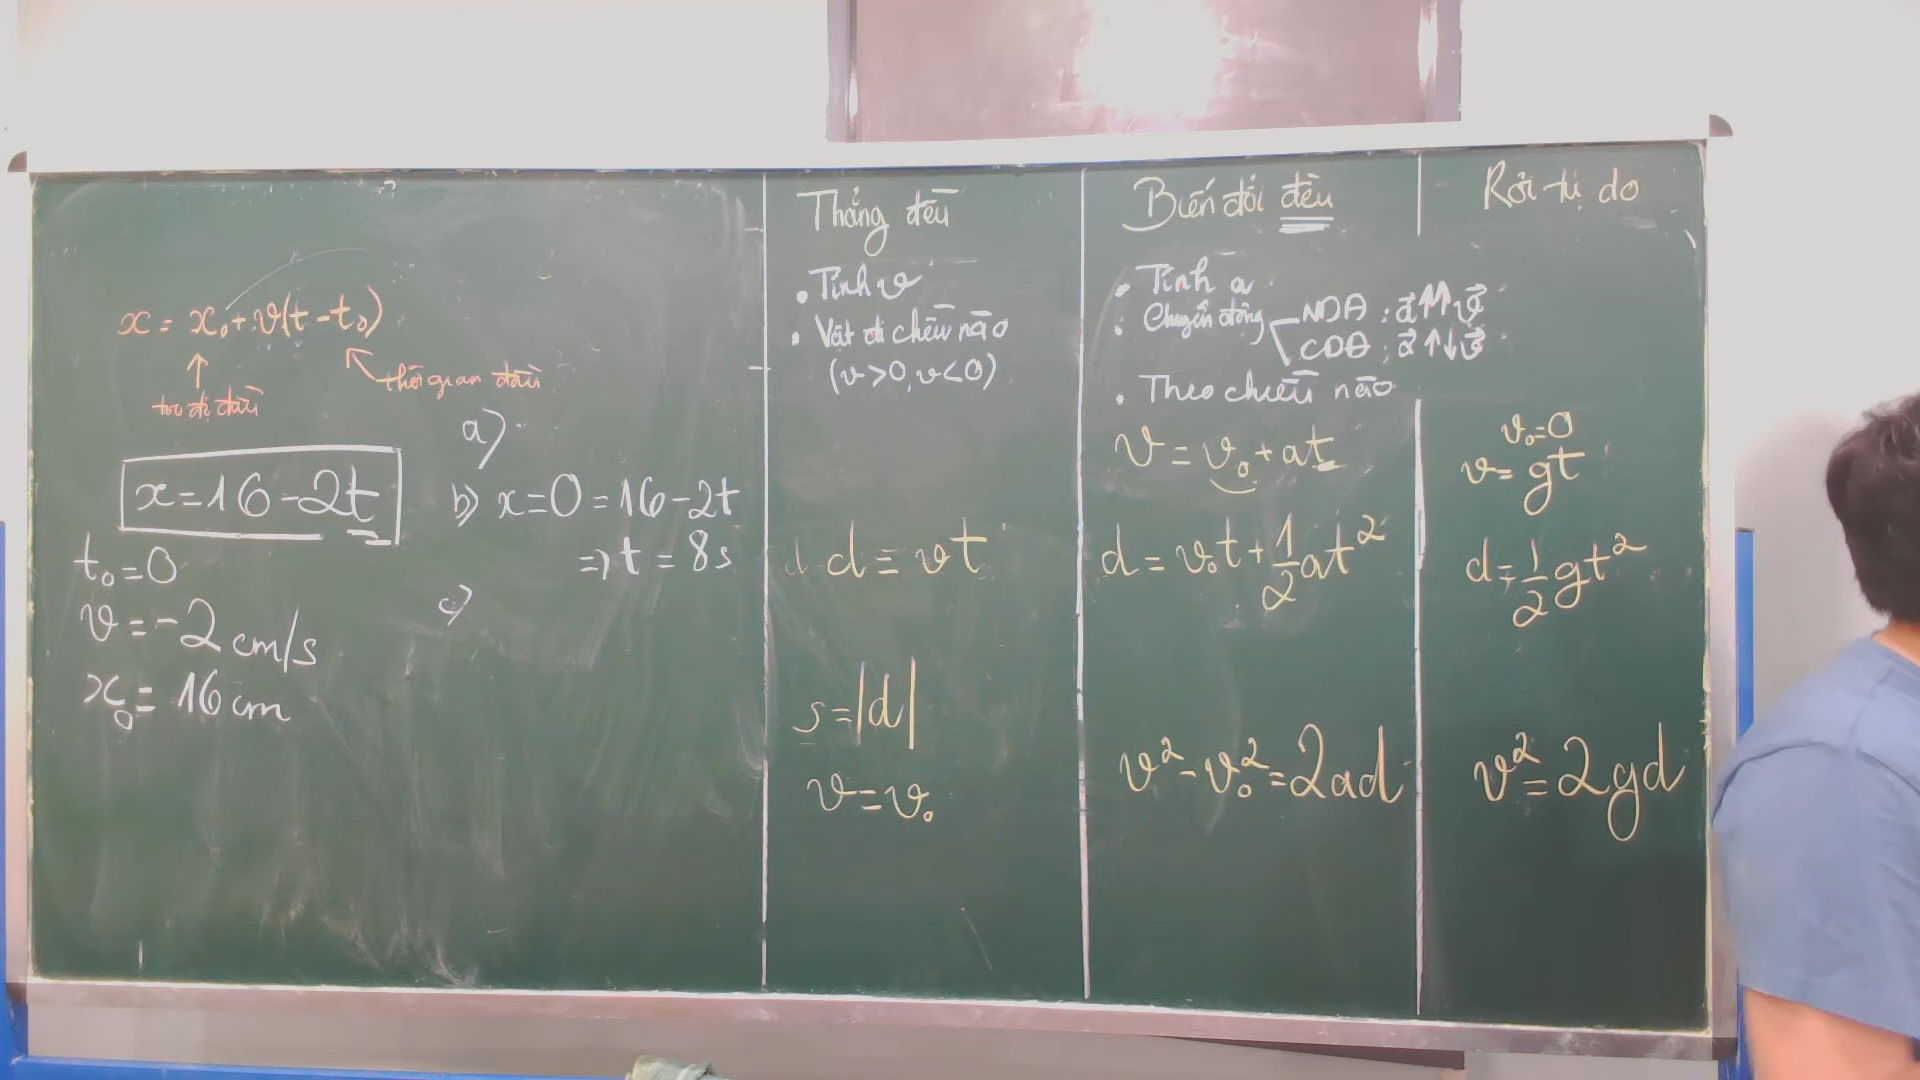 x = x₀ + v(t - t₀)
↑
toạ độ đầu
thời gian đầu
x = 16 - 2t
t₀ = 0
v = -2 cm/s
x₀ = 16 cm
a)
b) x = 0 = 16 - 2t
=> t = 8s
c)
Thẳng đều
• Tính v
• Vật đi chều nào
(v > 0, v < 0)
d = vt
s = |d|
v = v₀
Biến đổi đều
• Tính a
• Chuyển động
NDĐ : a⃗ ↑↑ v⃗
CDĐ : a⃗ ↑↓ v⃗
• Theo chiều nào
v = v₀ + at
d = v₀t + 1/2 at²
v² - v₀² = 2ad
Rơi tự do
v₀ = 0
v = gt
d = 1/2 gt²
v² = 2gd